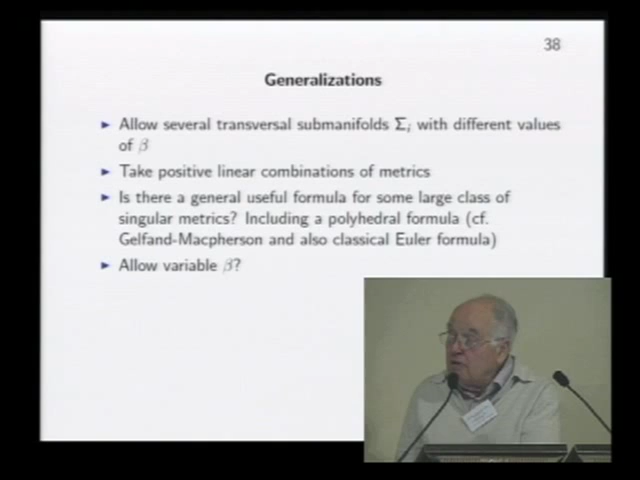 38
Generalizations
▶ Allow several transversal submanifolds Σᵢ with different values
of β
▶ Take positive linear combinations of metrics
▶ Is there a general useful formula for some large class of
singular metrics? Including a polyhedral formula (cf.
Gelfand-Macpherson and also classical Euler formula)
▶ Allow variable β?